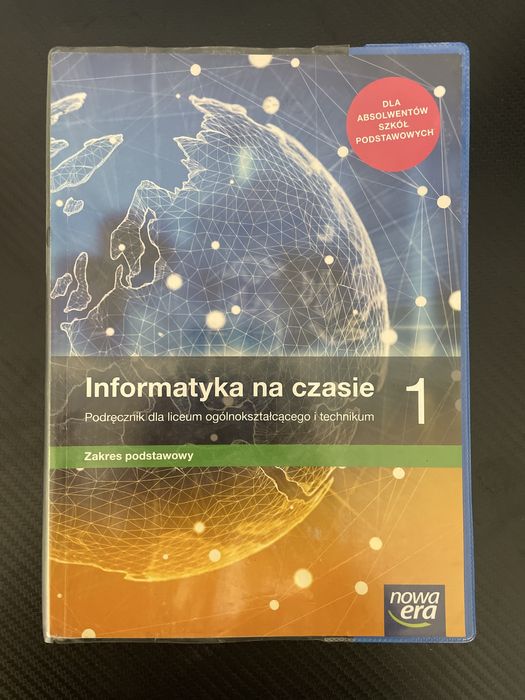 DLA
ABSOLWENTÓW
SZKÓŁ
PODSTAWOWYCH
Informatyka na czasie 1
Podręcznik dla liceum ogólnokształcącego i technikum
Zakres podstawowy
nowa
era